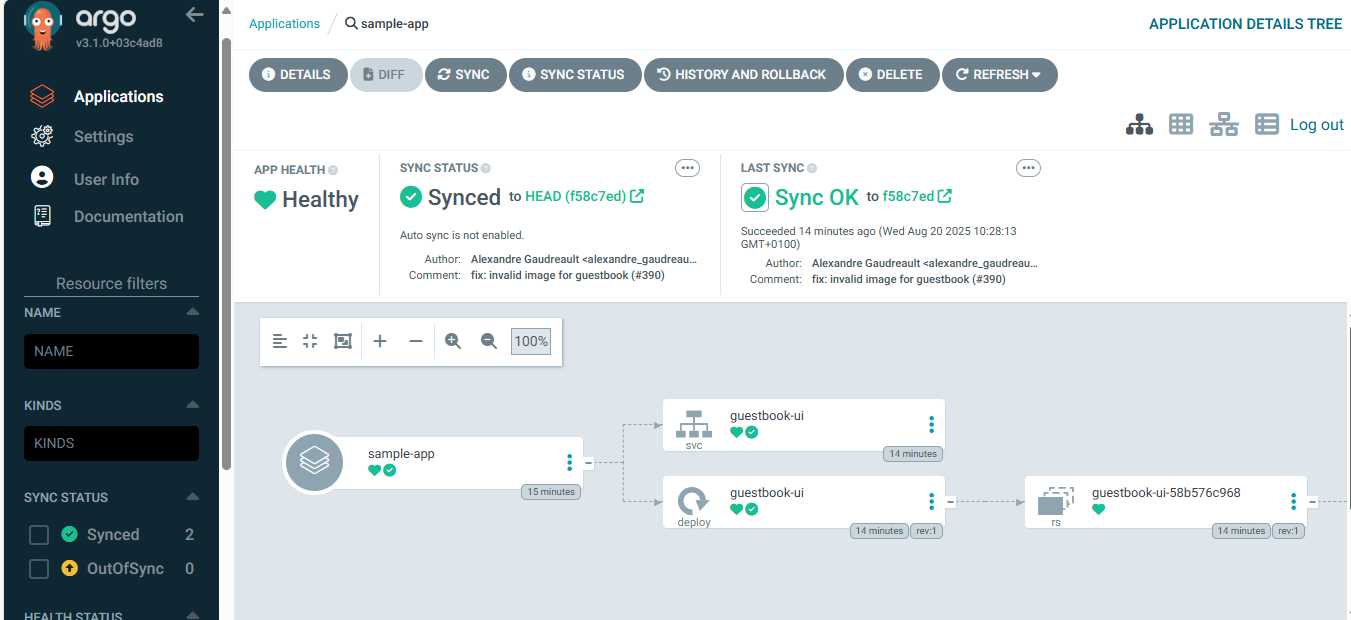 argo
v3.1.0+03c4ad8
Applications
Settings
User Info
Documentation
Resource filters
NAME
NAME
KINDS
KINDS
SYNC STATUS
Synced 2
OutOfSync 0
HEALTH STATUS
Applications / sample-app
APPLICATION DETAILS TREE
DETAILS DIFF SYNC SYNC STATUS HISTORY AND ROLLBACK DELETE REFRESH
Log out
APP HEALTH
Healthy
SYNC STATUS
Synced to HEAD (f58c7ed)
Auto sync is not enabled.
Author: Alexandre Gaudreault <alexandre_gaudreau...
Comment: fix: invalid image for guestbook (#390)
LAST SYNC
Sync OK to f58c7ed
Succeeded 14 minutes ago (Wed Aug 20 2025 10:28:13
GMT+0100)
Author: Alexandre Gaudreault <alexandre_gaudreau...
Comment: fix: invalid image for guestbook (#390)
100%
sample-app
15 minutes
guestbook-ui
svc
14 minutes
guestbook-ui
deploy
14 minutes rev:1
guestbook-ui-58b576c968
rs
14 minutes rev:1